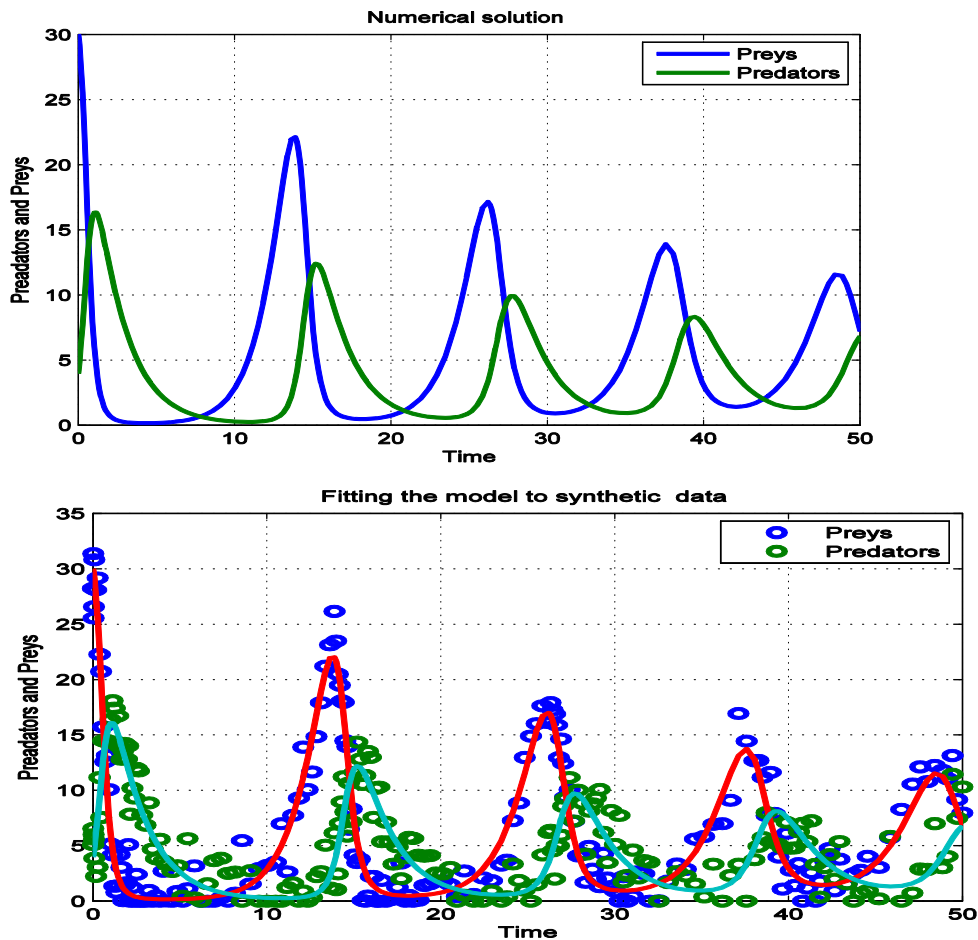 Numerical solution
30
25
20
15
10
5
0
Preadators and Preys
Preys
Predators
0 10 20 30 40 50
Time
Fitting the model to synthetic data
35
30
25
20
15
10
5
0
Preadators and Preys
Preys
Predators
0 10 20 30 40 50
Time